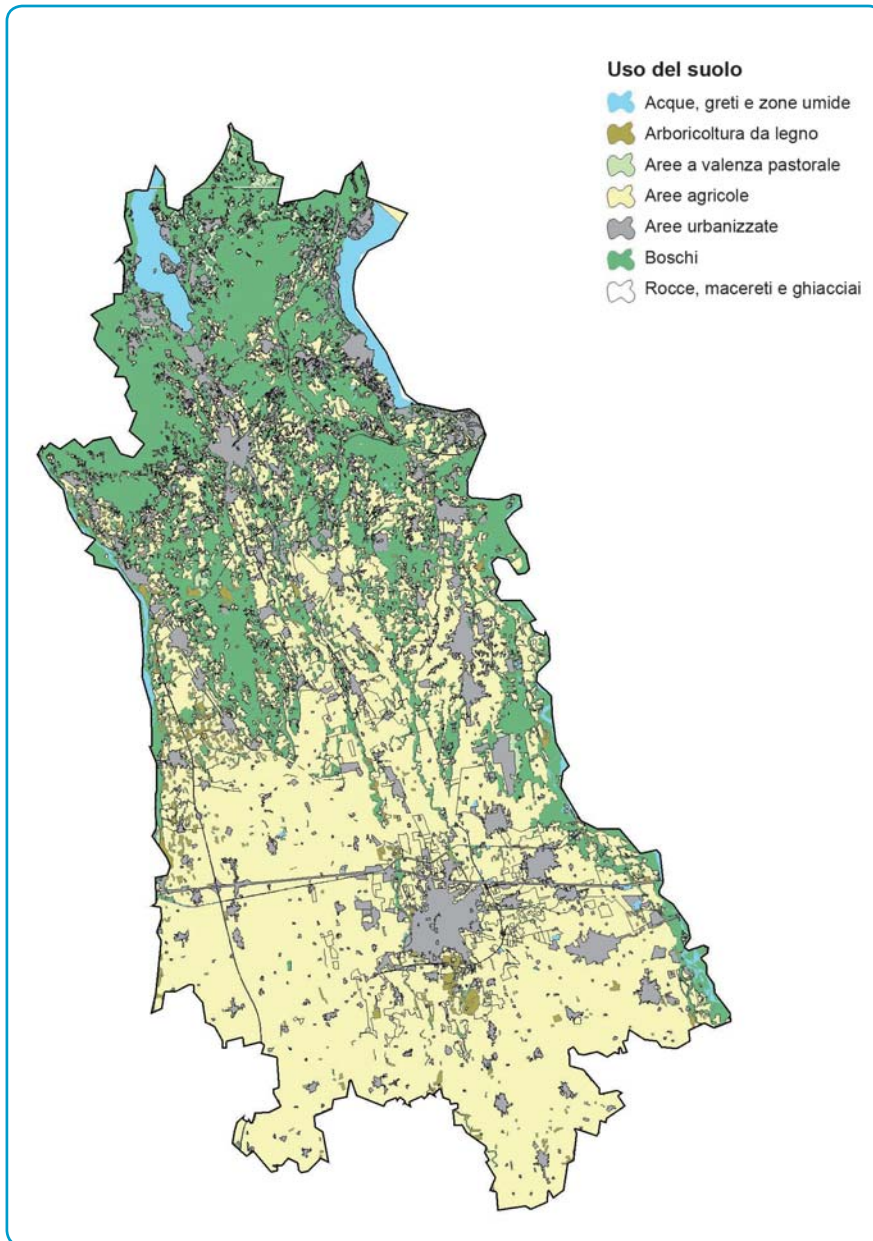 Uso del suolo
Acque, greti e zone umide
Arboricoltura da legno
Aree a valenza pastorale
Aree agricole
Aree urbanizzate
Boschi
Rocce, macereti e ghiacciai